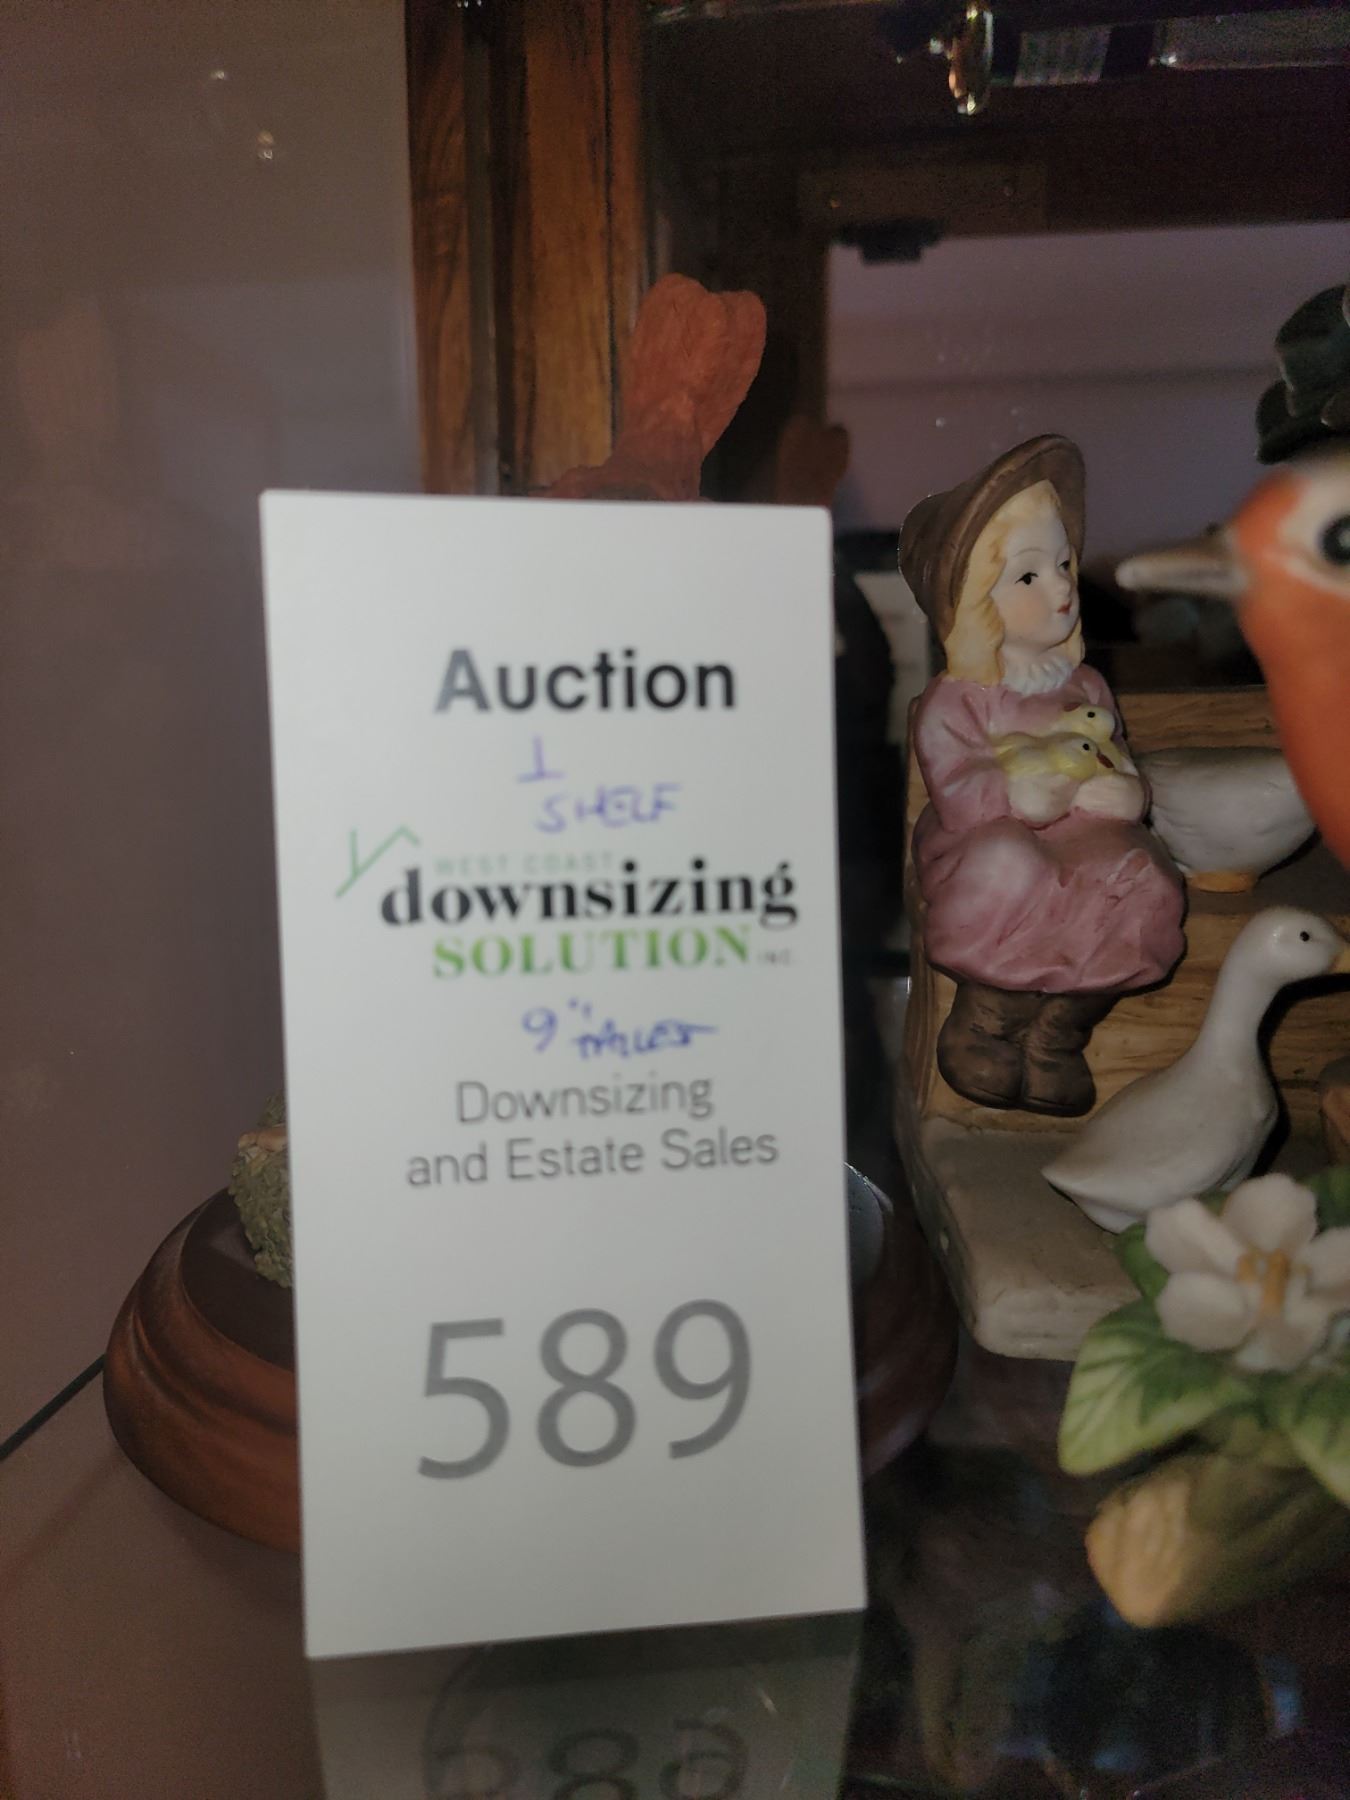 Auction
1
SHELF
WEST COAST
downsizing
SOLUTION INC.
9" TALLEST
Downsizing
and Estate Sales
589